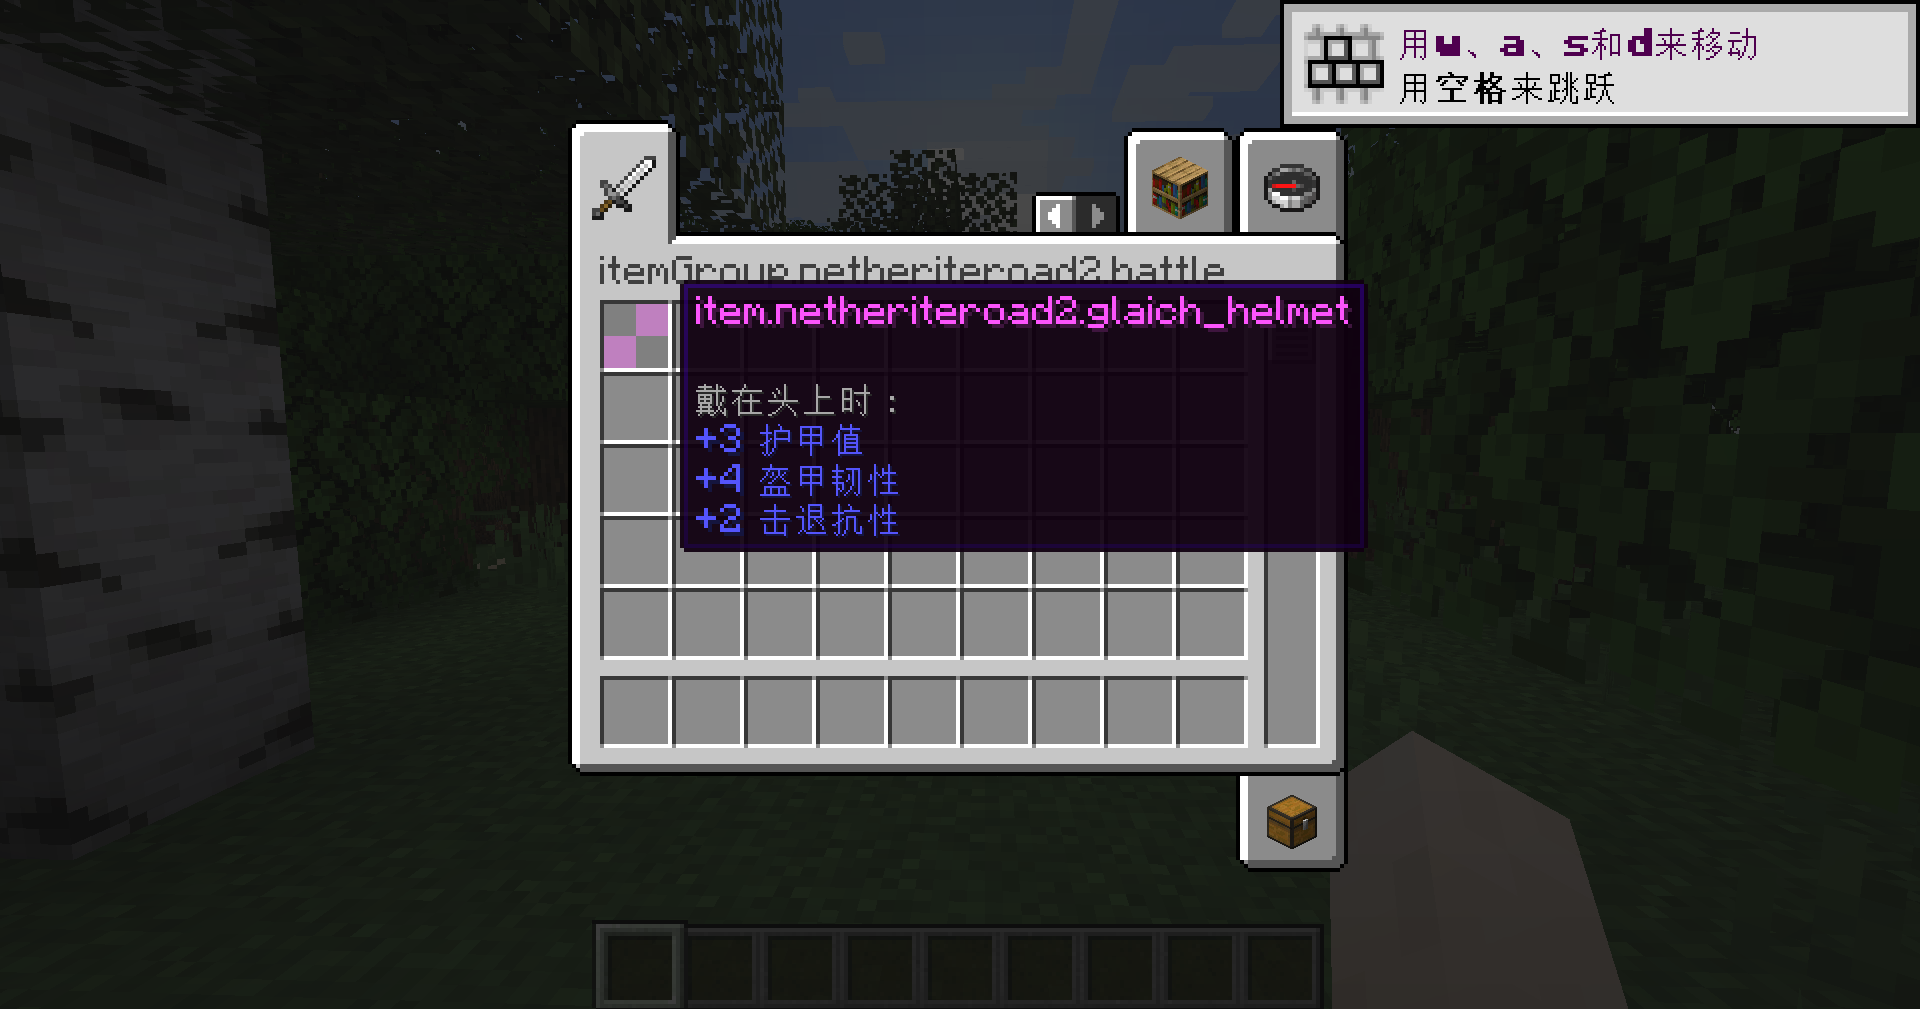 用w、a、s和d来移动
用空格来跳跃
itemGroup.netheriteroad2.battle
item.netheriteroad2.glaich_helmet
戴在头上时：
+3 护甲值
+4 盔甲韧性
+2 击退抗性